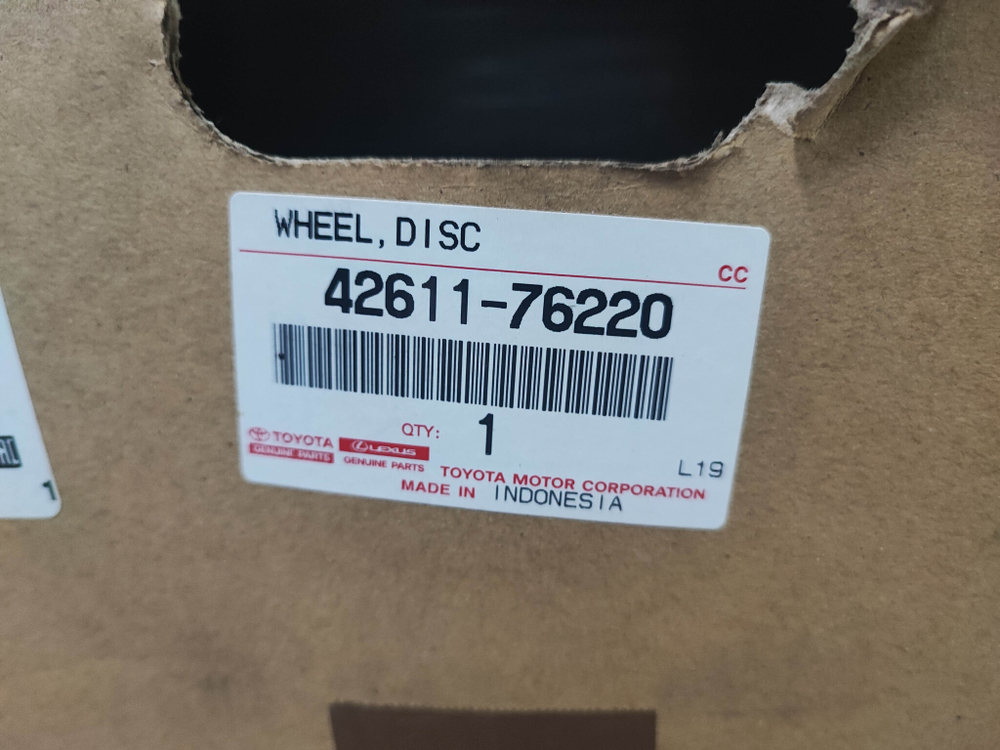 WHEEL,DISC
CC
42611-76220
QTY: 1
TOYOTA
GENUINE PARTS
LEXUS
GENUINE PARTS
L19
TOYOTA MOTOR CORPORATION
MADE IN INDONESIA
1